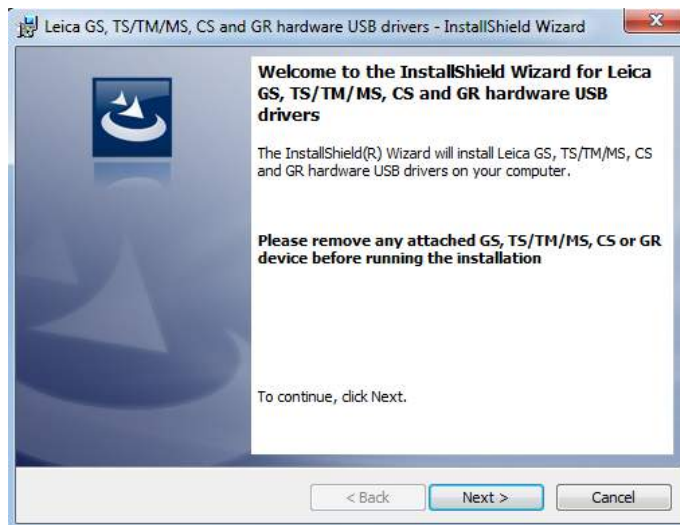 Leica GS, TS/TM/MS, CS and GR hardware USB drivers - InstallShield Wizard
Welcome to the InstallShield Wizard for Leica
GS, TS/TM/MS, CS and GR hardware USB
drivers
The InstallShield(R) Wizard will install Leica GS, TS/TM/MS, CS
and GR hardware USB drivers on your computer.
Please remove any attached GS, TS/TM/MS, CS or GR
device before running the installation
To continue, click Next.
< Back
Next >
Cancel